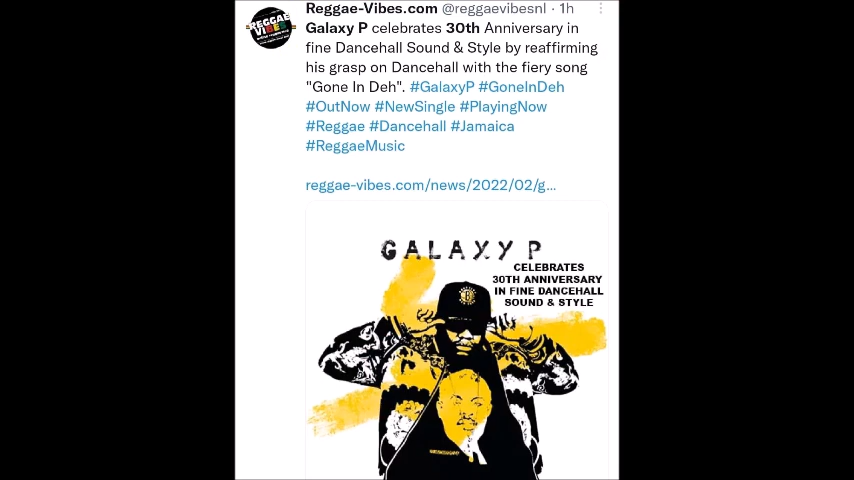 REGGAE
VIBES
Reggae-Vibes.com @reggaevibesnl · 1h
Galaxy P celebrates 30th Anniversary in
fine Dancehall Sound & Style by reaffirming
his grasp on Dancehall with the fiery song
"Gone In Deh". #GalaxyP #GoneInDeh
#OutNow #NewSingle #PlayingNow
#Reggae #Dancehall #Jamaica
#ReggaeMusic
reggae-vibes.com/news/2022/02/g...
GALAXY P
CELEBRATES
30TH ANNIVERSARY
IN FINE DANCEHALL
SOUND & STYLE